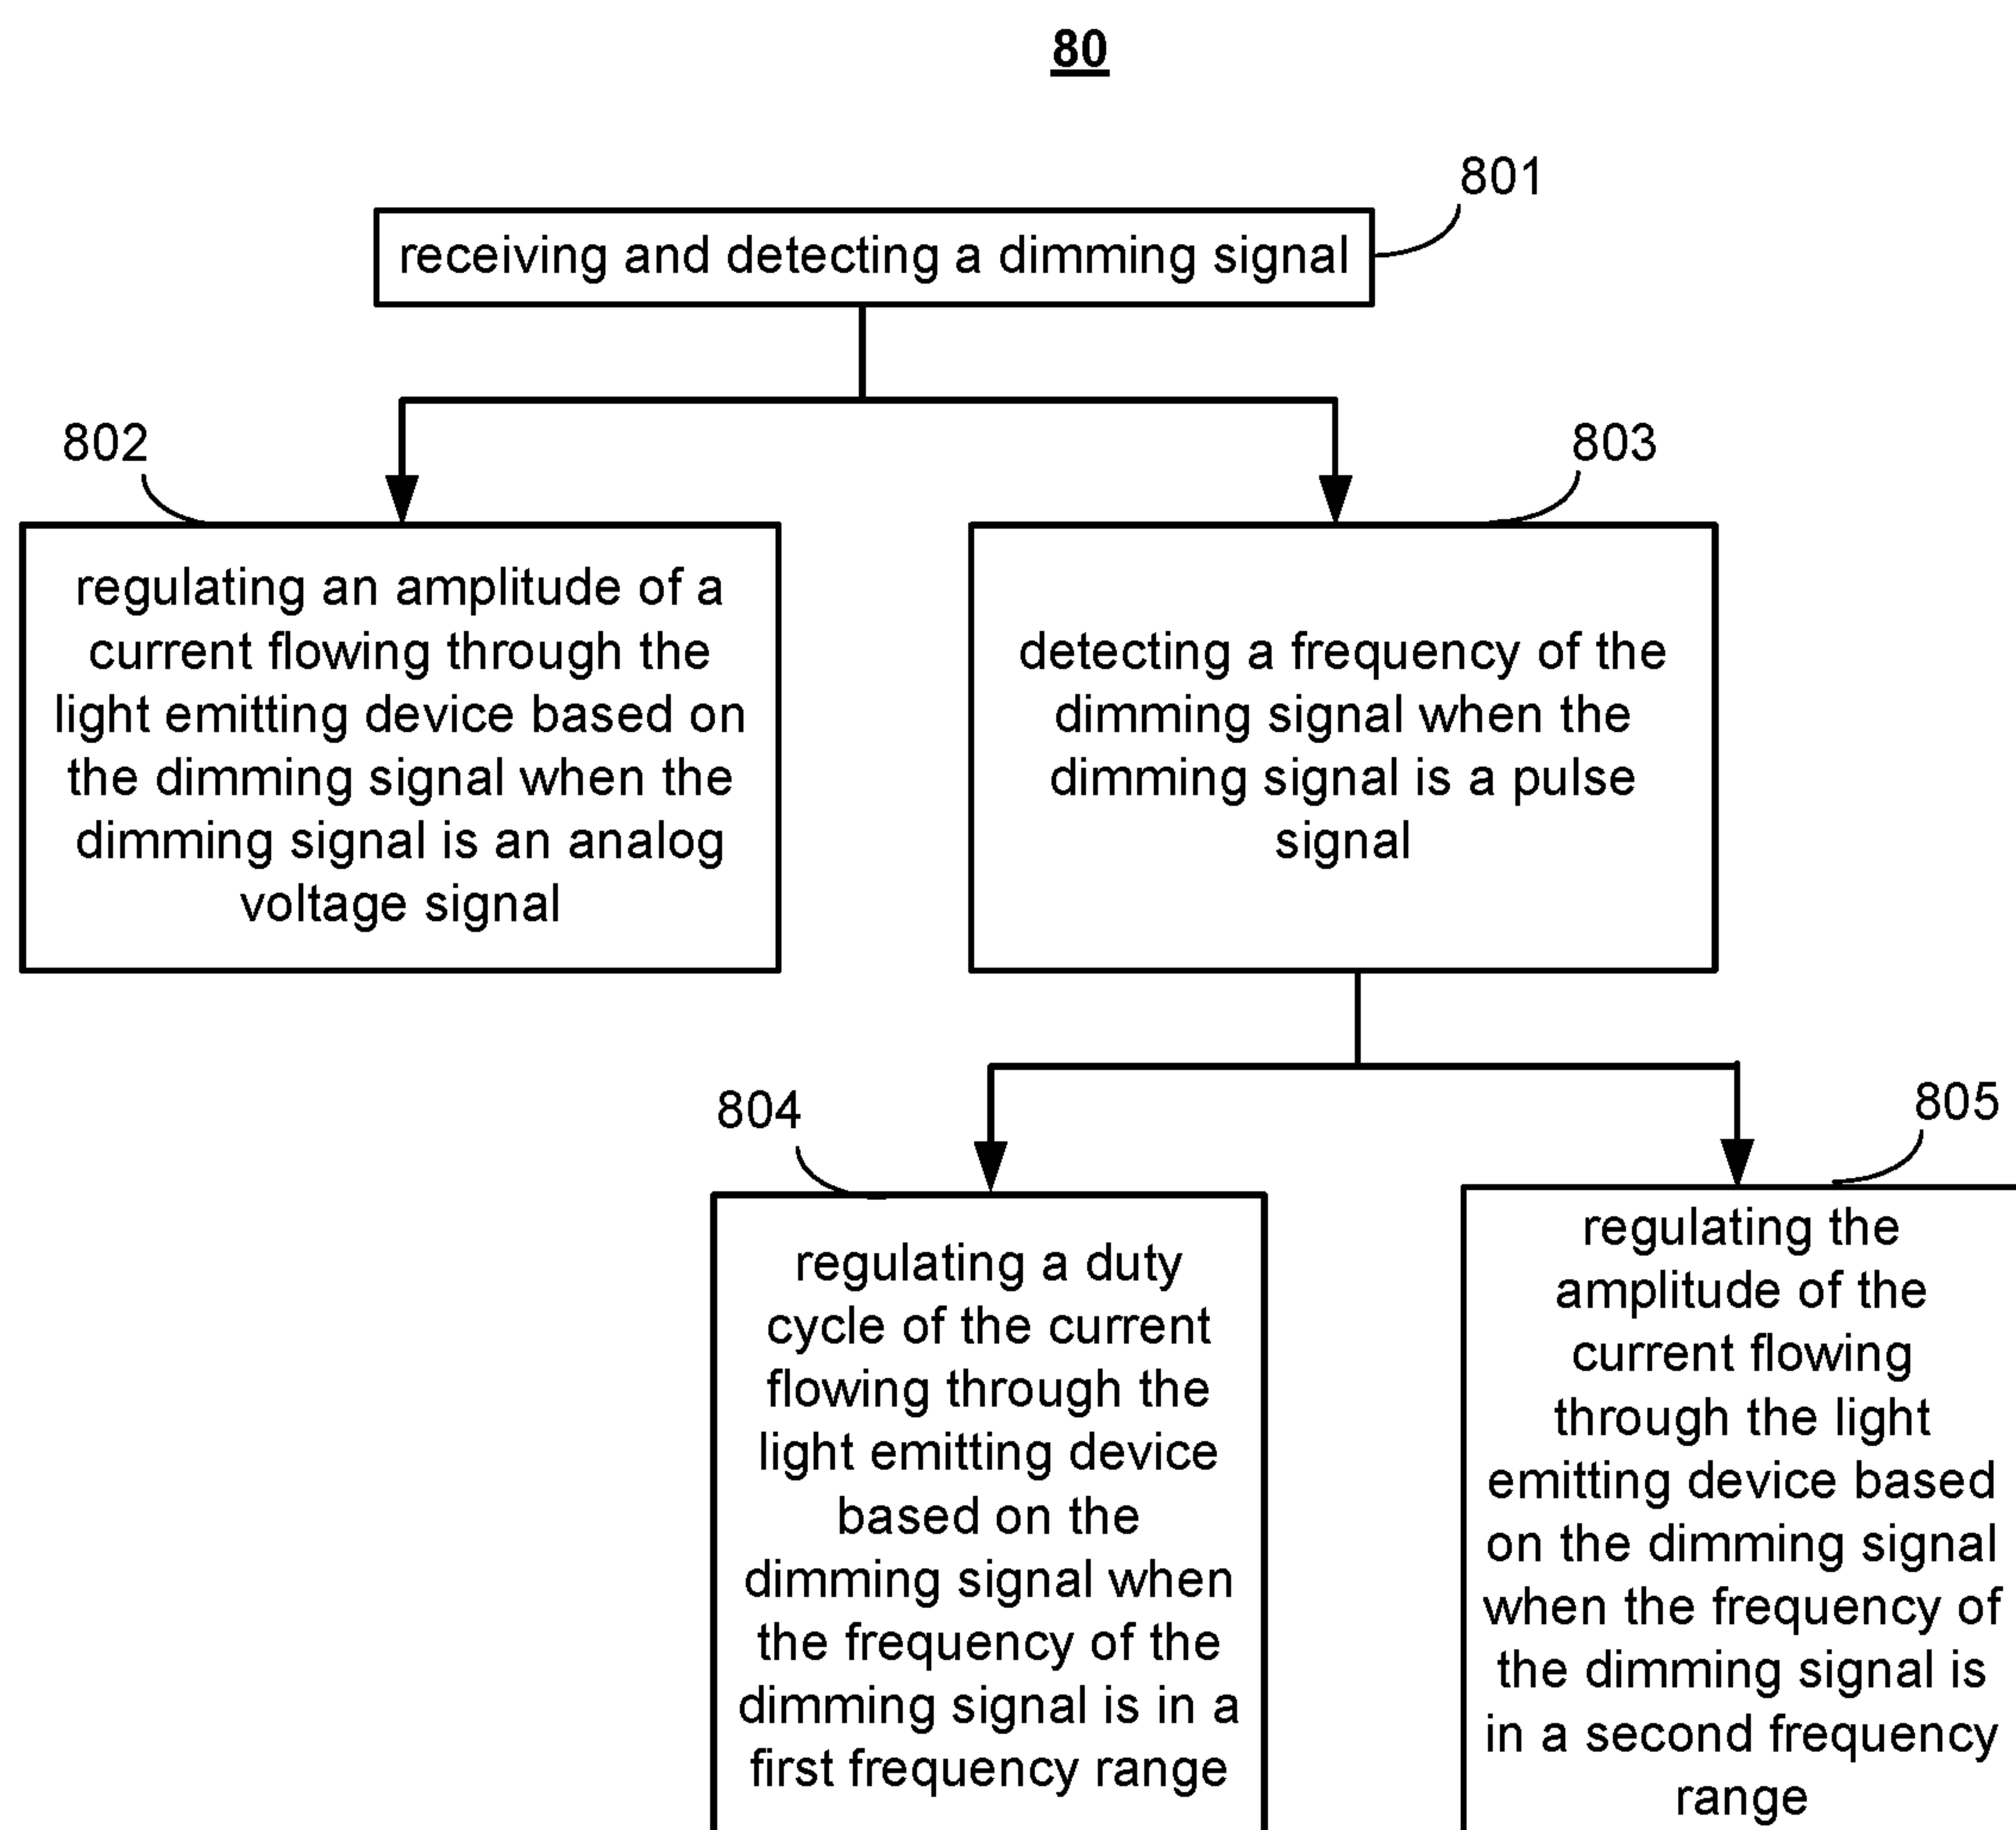 80
801
receiving and detecting a dimming signal
802
803
regulating an amplitude of a
current flowing through the
light emitting device based on
the dimming signal when the
dimming signal is an analog
voltage signal
detecting a frequency of the
dimming signal when the
dimming signal is a pulse
signal
804
805
regulating a duty
cycle of the current
flowing through the
light emitting device
based on the
dimming signal when
the frequency of the
dimming signal is in a
first frequency range
regulating the
amplitude of the
current flowing
through the light
emitting device based
on the dimming signal
when the frequency of
the dimming signal is
in a second frequency
range